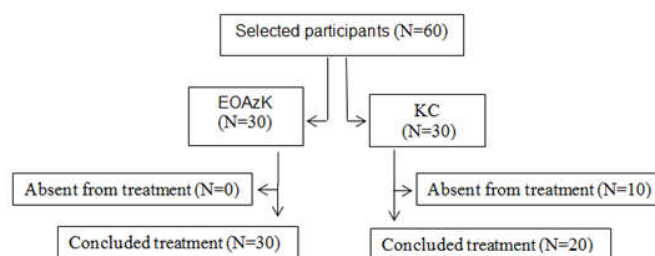 Selected participants (N=60)
EOAzK
(N=30)
KC
(N=30)
Absent from treatment (N=0)
Absent from treatment (N=10)
Concluded treatment (N=30)
Concluded treatment (N=20)